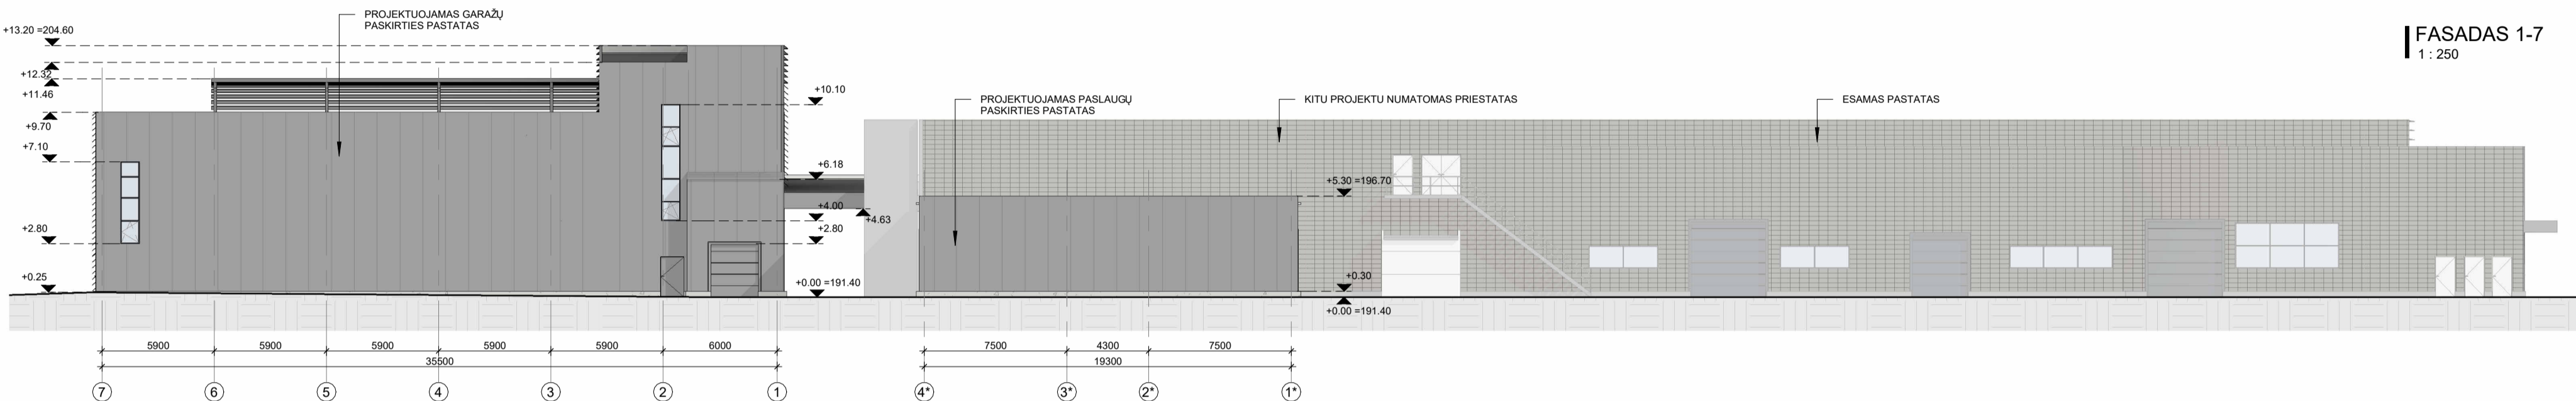 FASADAS 1-7
1 : 250
PROJEKTUOJAMAS GARAŽŲ
PASKIRTIES PASTATAS
PROJEKTUOJAMAS PASLAUGŲ
PASKIRTIES PASTATAS
KITU PROJEKTU NUMATOMAS PRIESTATAS
ESAMAS PASTATAS
+13.20 =204.60
+12.32
+11.46
+9.70
+7.10
+2.80
+0.25
+10.10
+6.18
+4.00
+4.63
+2.80
+0.00 =191.40
+5.30 =196.70
+0.30
+0.00 =191.40
5900 5900 5900 5900 5900 6000
35500
7500 4300 7500
19300
7 6 5 4 3 2 1 4* 3* 2* 1*